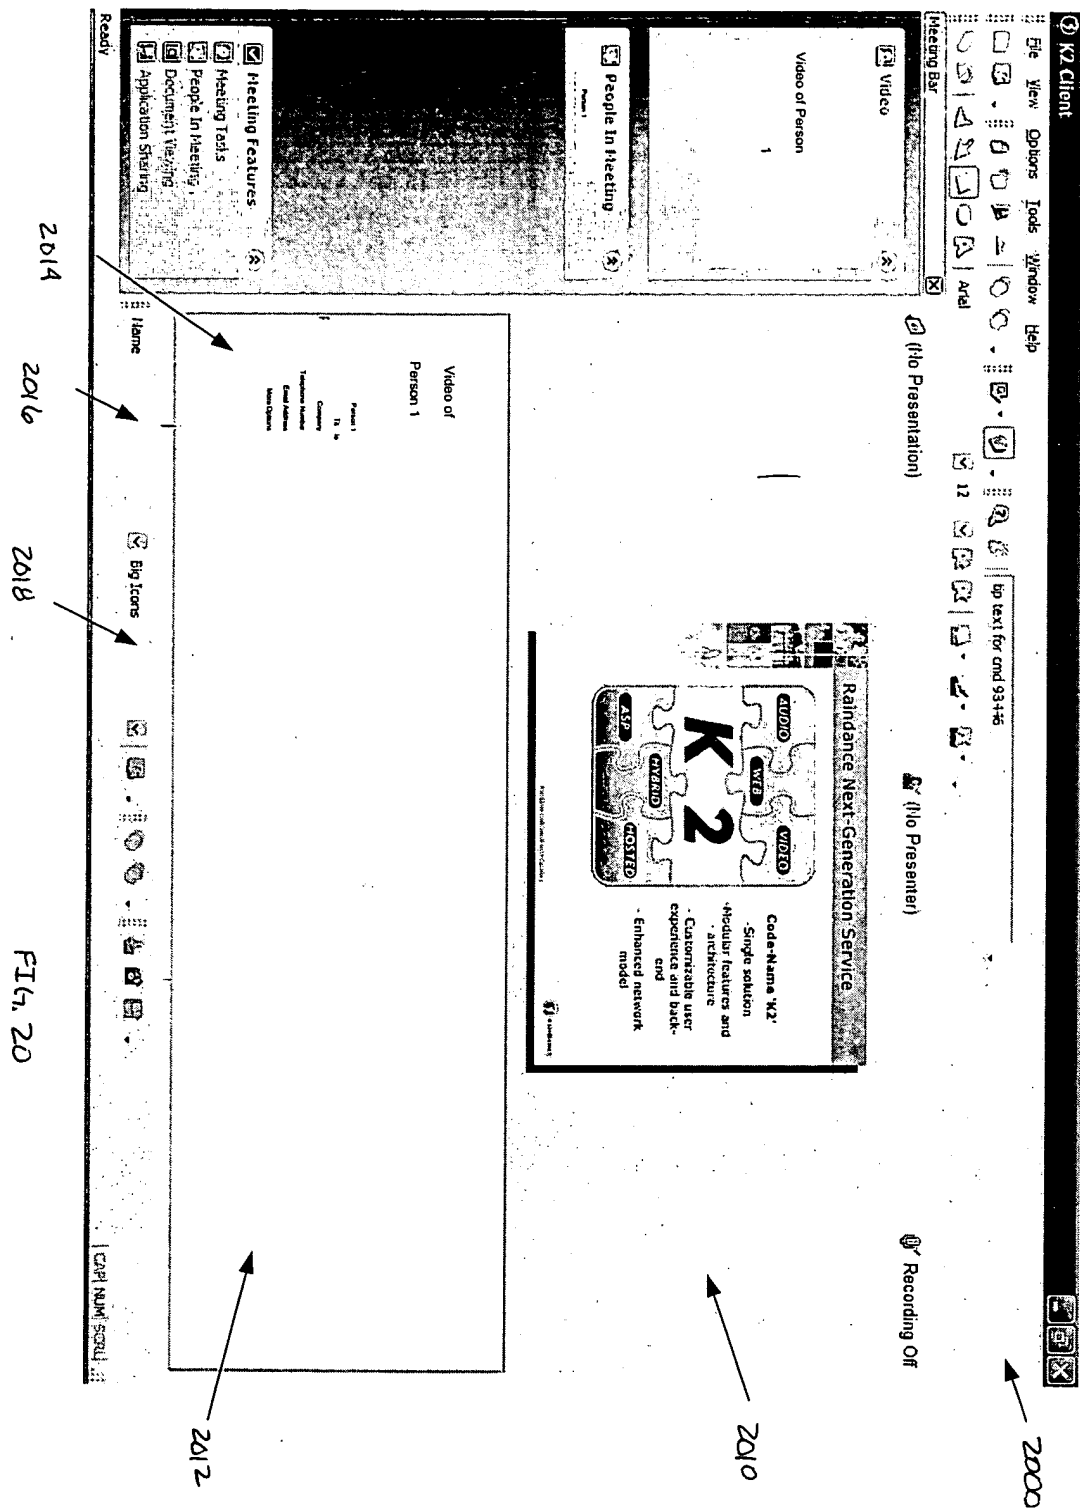 K2 Client
File View Options Tools Window Help
tip text for cmd 93446
Arial
12
Meeting Bar
(No Presentation)
(No Presenter)
Recording Off
Video
Video of Person
1
People In Meeting
Person 1
Meeting Features
Meeting Tasks
People In Meeting
Document Viewing
Application Sharing
Raindance Next-Generation Service
AUDIO
WEB
VIDEO
K 2
ASP
HYBRID
HOSTED
Code-Name 'K2'
- Single solution
- Modular features and
- architecture
- Customizable user
experience and back-
end
- Enhanced network
model
Video of
Person 1
Person 1
Company
Telephone Number
Email Address
More Options
Name
Big Icons
Ready
CAP NUM SCRL
2000
2010
2012
2014
2016
2018
FIG. 20